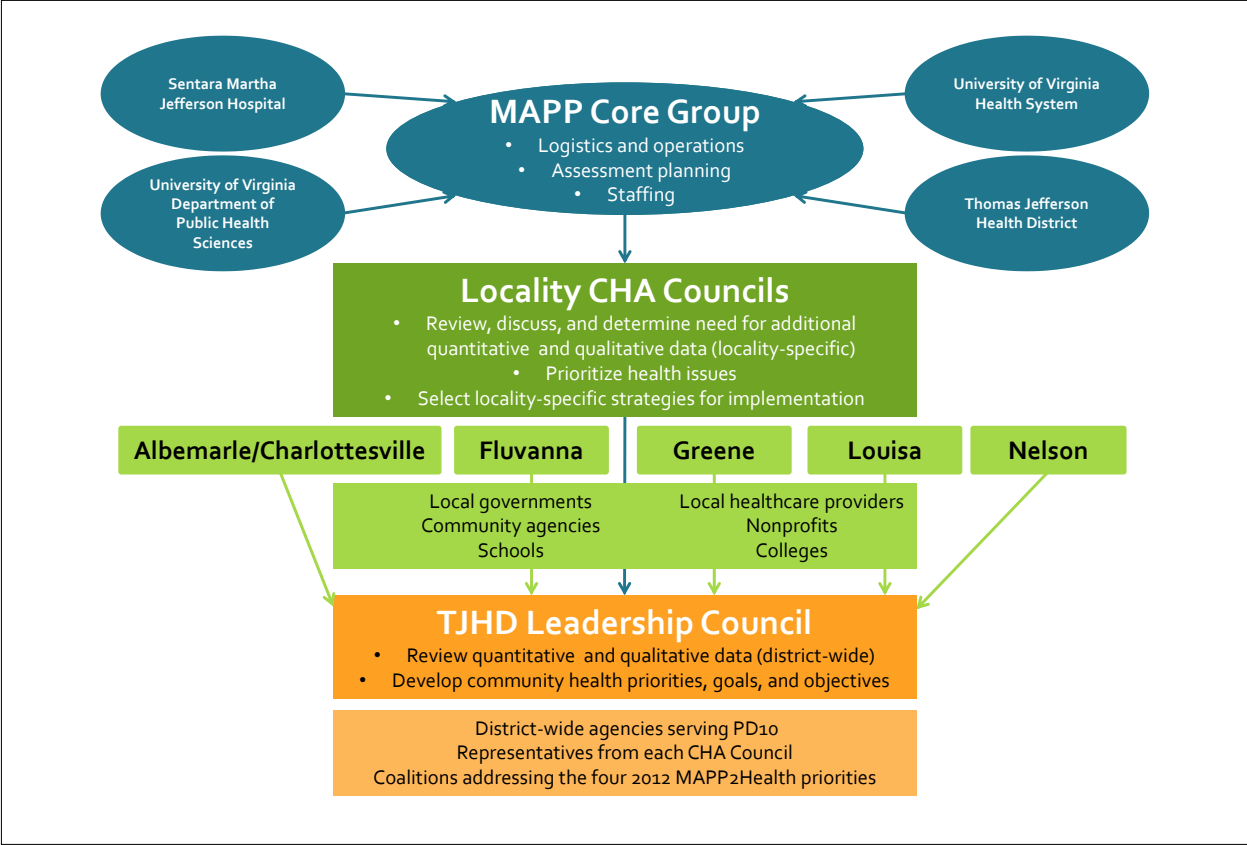 Sentara Martha
Jefferson Hospital
University of Virginia
Health System
MAPP Core Group
• Logistics and operations
• Assessment planning
• Staffing
University of Virginia
Department of
Public Health
Sciences
Thomas Jefferson
Health District
Locality CHA Councils
• Review, discuss, and determine need for additional
quantitative and qualitative data (locality-specific)
• Prioritize health issues
• Select locality-specific strategies for implementation
Albemarle/Charlottesville
Fluvanna
Greene
Louisa
Nelson
Local governments
Community agencies
Schools
Local healthcare providers
Nonprofits
Colleges
TJHD Leadership Council
• Review quantitative and qualitative data (district-wide)
• Develop community health priorities, goals, and objectives
District-wide agencies serving PD10
Representatives from each CHA Council
Coalitions addressing the four 2012 MAPP2Health priorities